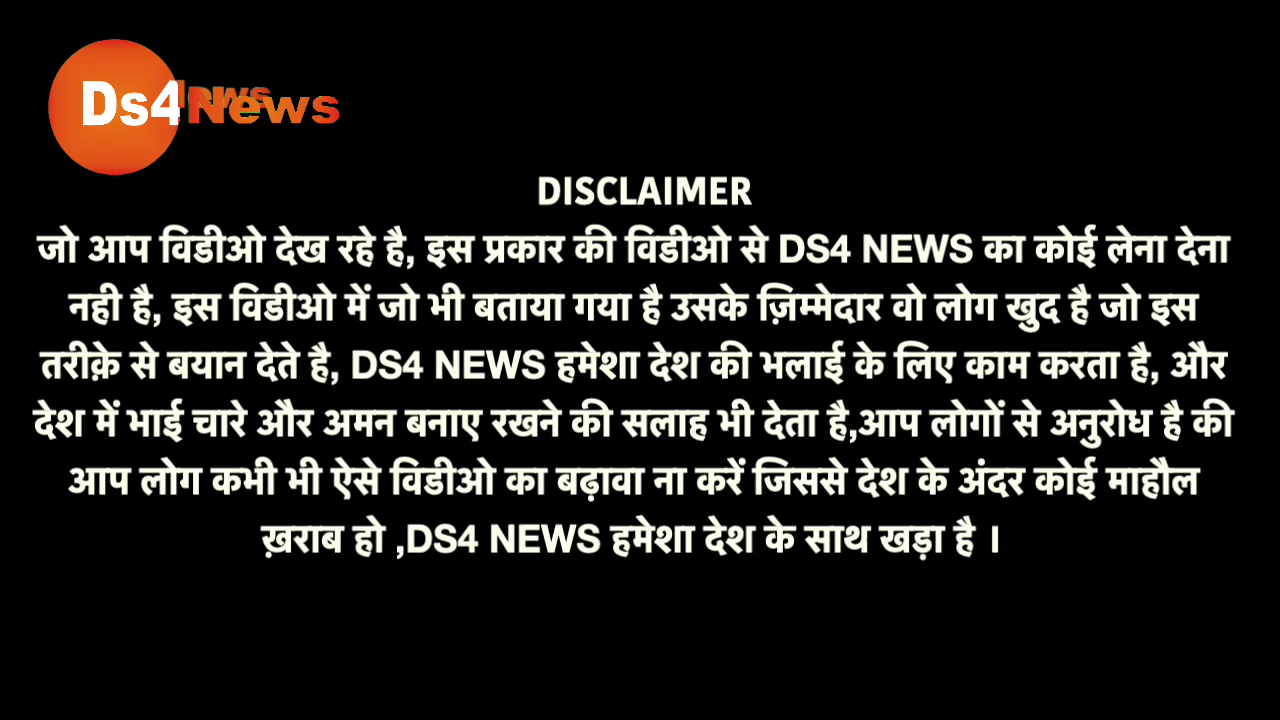 Ds4News
DISCLAIMER
जो आप विडीओ देख रहे है, इस प्रकार की विडीओ से DS4 NEWS का कोई लेना देना
नही है, इस विडीओ में जो भी बताया गया है उसके ज़िम्मेदार वो लोग खुद है जो इस
तरीक़े से बयान देते है, DS4 NEWS हमेशा देश की भलाई के लिए काम करता है, और
देश में भाई चारे और अमन बनाए रखने की सलाह भी देता है,आप लोगों से अनुरोध है की
आप लोग कभी भी ऐसे विडीओ का बढ़ावा ना करें जिससे देश के अंदर कोई माहौल
ख़राब हो ,DS4 NEWS हमेशा देश के साथ खड़ा है ।